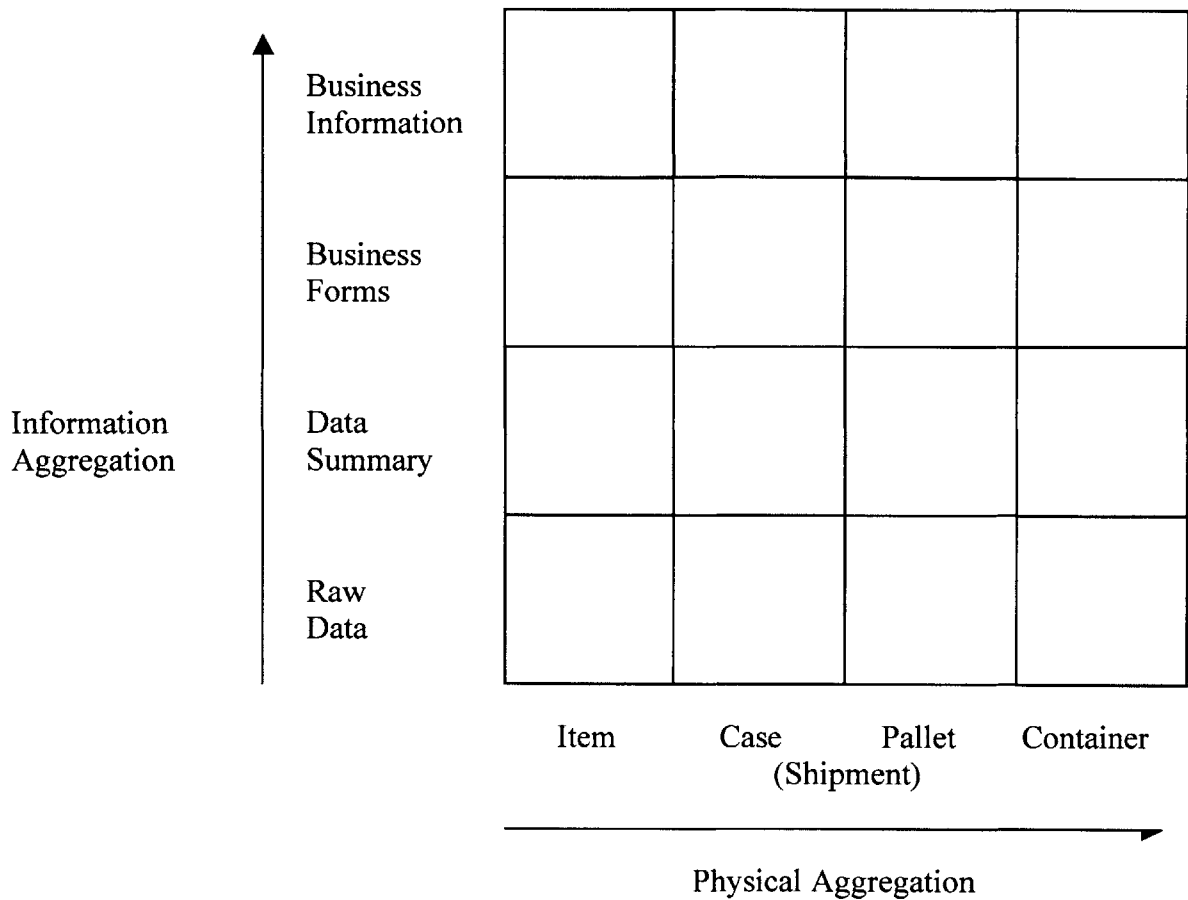 Business
Information
Business
Forms
Information
Aggregation
Data
Summary
Raw
Data
Item Case Pallet Container
(Shipment)
Physical Aggregation